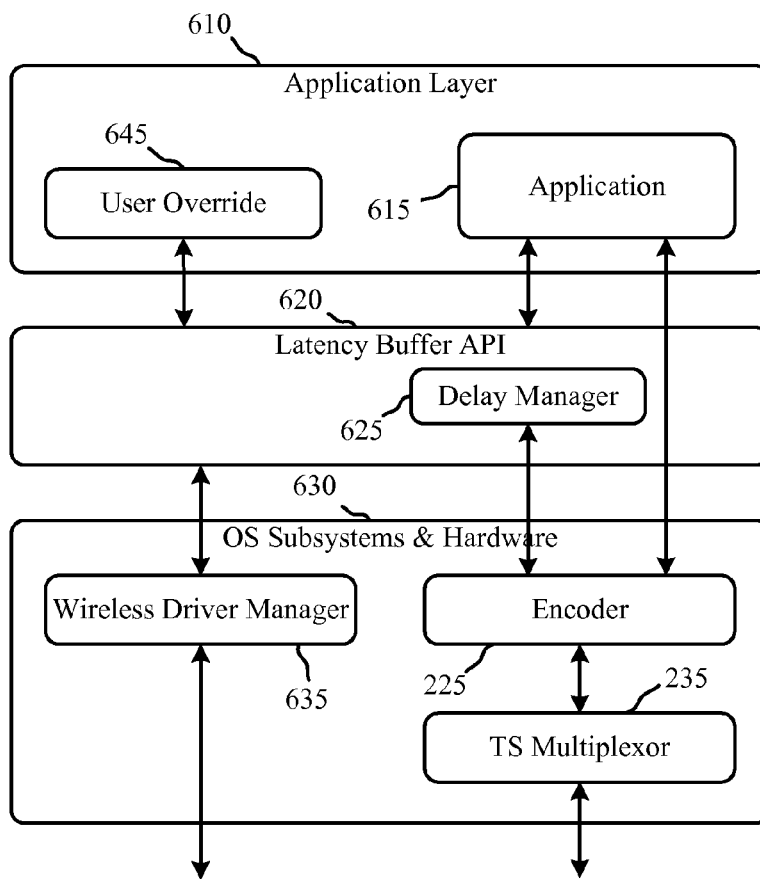 610
Application Layer
645
User Override
Application
615
620
Latency Buffer API
Delay Manager
625
630
OS Subsystems & Hardware
Wireless Driver Manager
Encoder
635
225
235
TS Multiplexor